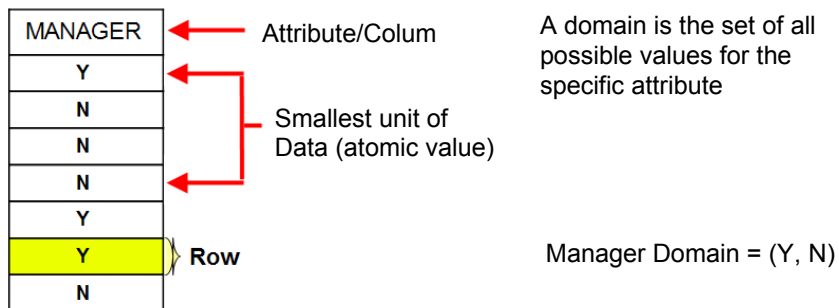 MANAGER
Y
N
N
N
Y
Y
N
Attribute/Colum
Smallest unit of
Data (atomic value)
Row
A domain is the set of all
possible values for the
specific attribute
Manager Domain = (Y, N)